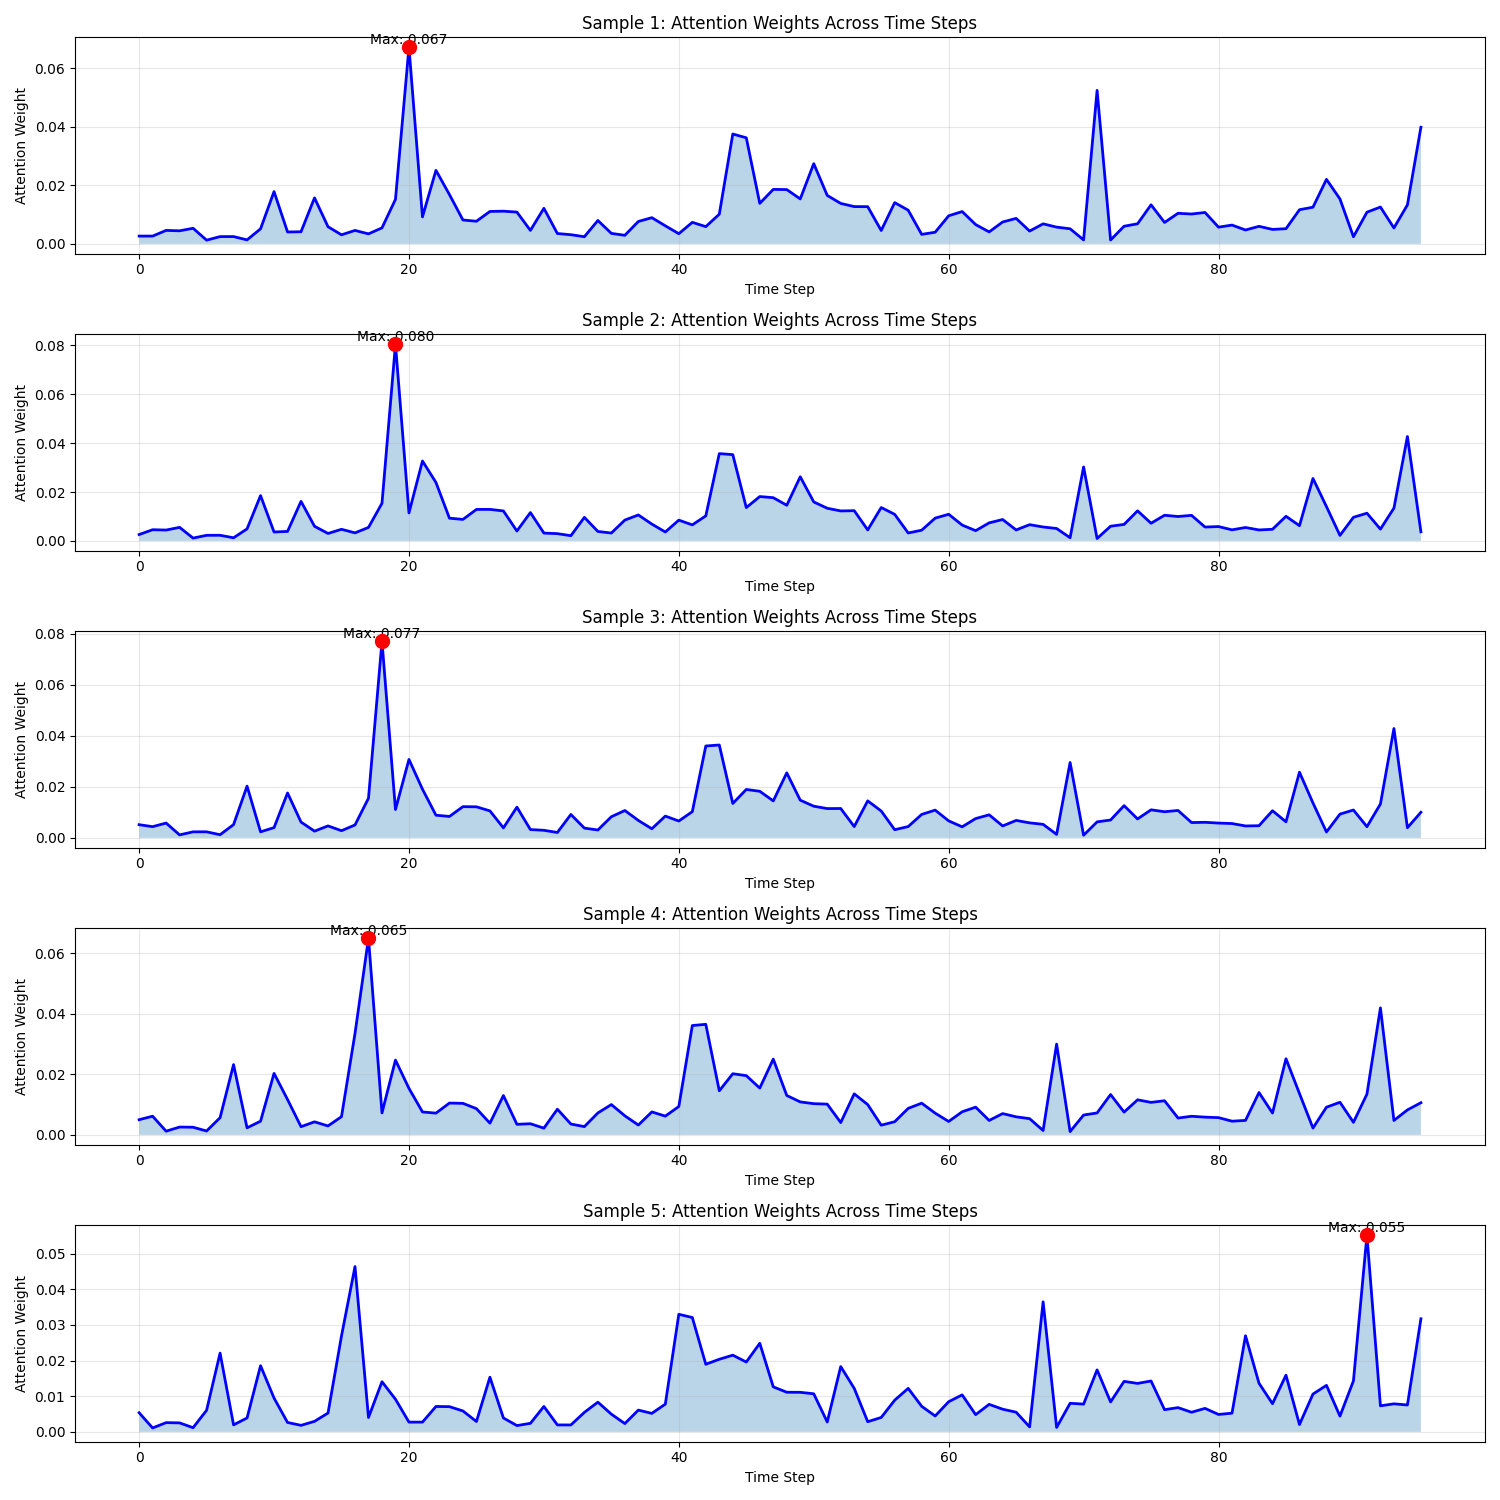 Sample 1: Attention Weights Across Time Steps
Max: 0.067
Attention Weight
0.06
0.04
0.02
0.00
0 20 40 60 80
Time Step
Sample 2: Attention Weights Across Time Steps
Max: 0.080
Attention Weight
0.08
0.06
0.04
0.02
0.00
0 20 40 60 80
Time Step
Sample 3: Attention Weights Across Time Steps
Max: 0.077
Attention Weight
0.08
0.06
0.04
0.02
0.00
0 20 40 60 80
Time Step
Sample 4: Attention Weights Across Time Steps
Max: 0.065
Attention Weight
0.06
0.04
0.02
0.00
0 20 40 60 80
Time Step
Sample 5: Attention Weights Across Time Steps
Max: 0.055
Attention Weight
0.05
0.04
0.03
0.02
0.01
0.00
0 20 40 60 80
Time Step